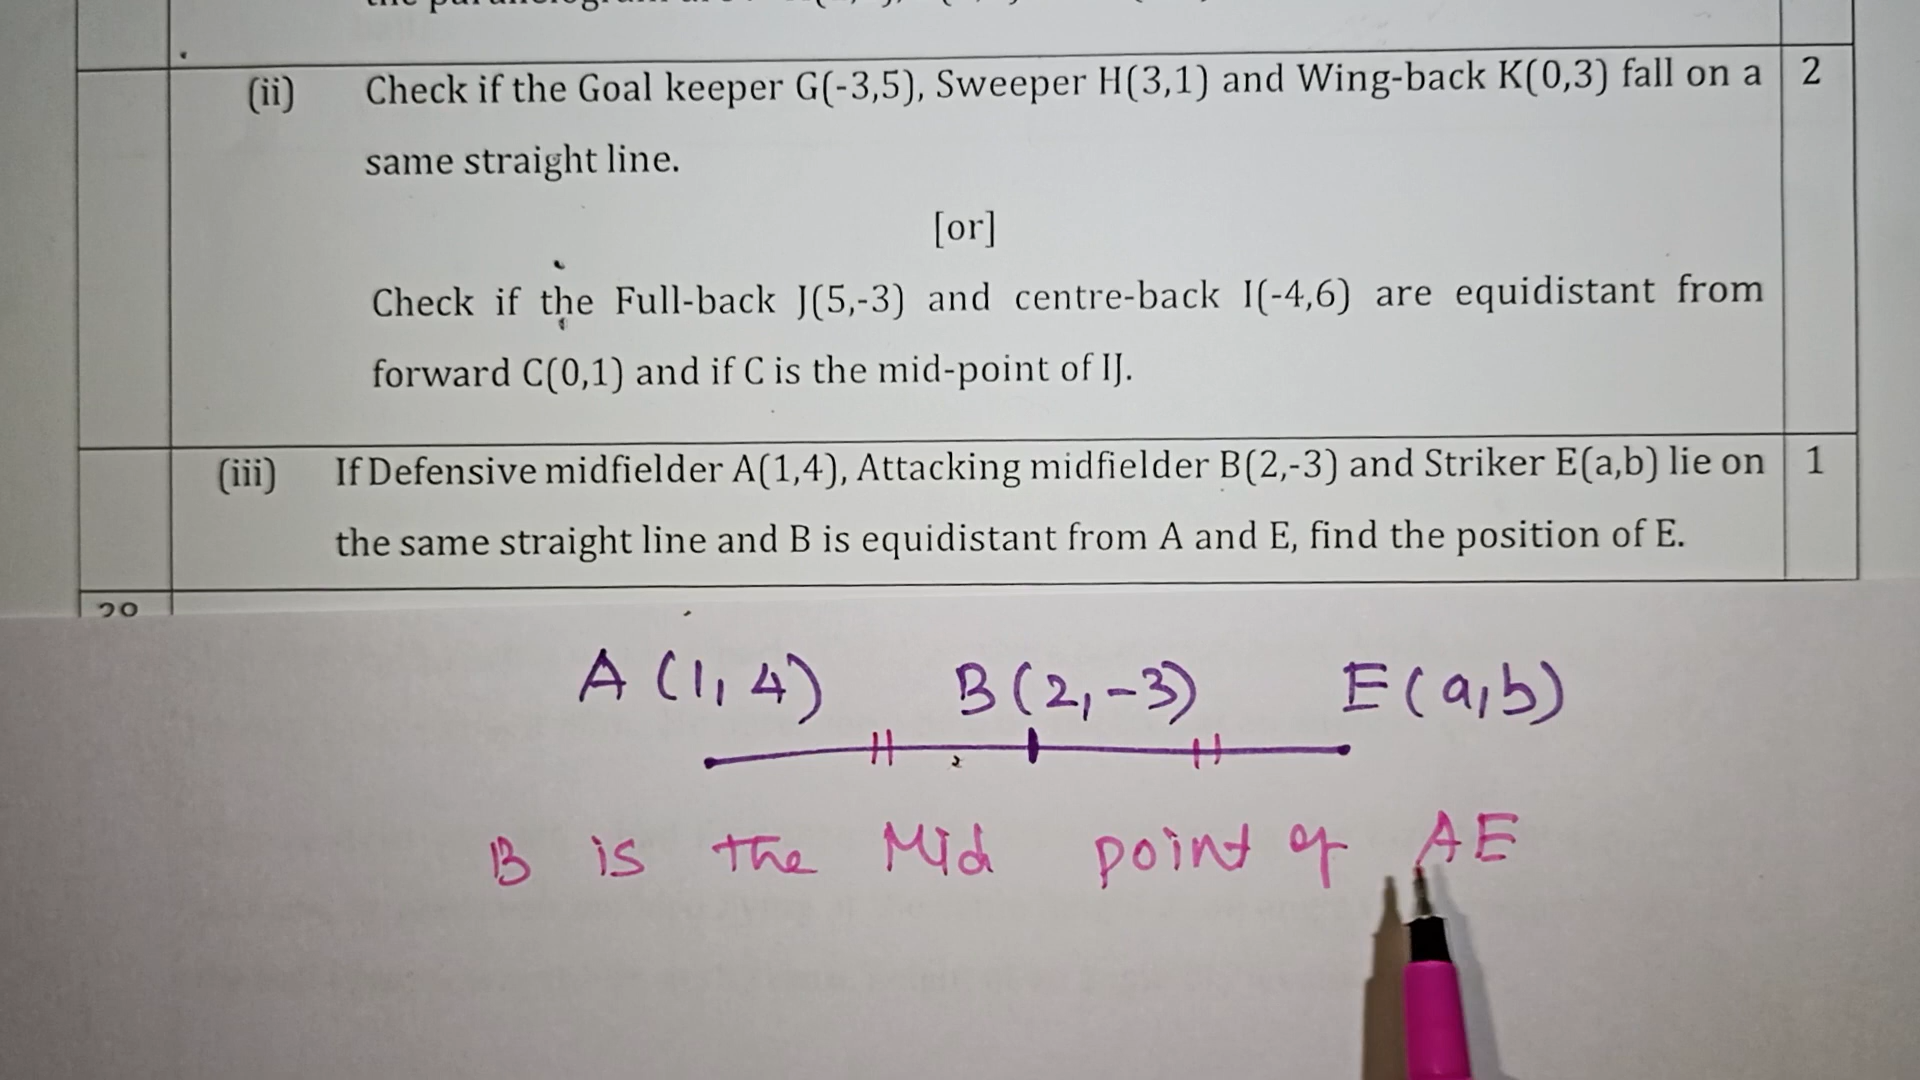 (ii) Check if the Goal keeper G(-3,5), Sweeper H(3,1) and Wing-back K(0,3) fall on a 2
same straight line.
[or]
Check if the Full-back J(5,-3) and centre-back I(-4,6) are equidistant from
forward C(0,1) and if C is the mid-point of IJ.
(iii) If Defensive midfielder A(1,4), Attacking midfielder B(2,-3) and Striker E(a,b) lie on 1
the same straight line and B is equidistant from A and E, find the position of E.
A (1, 4) B (2, -3) E (a, b)
B is the Mid point of AE